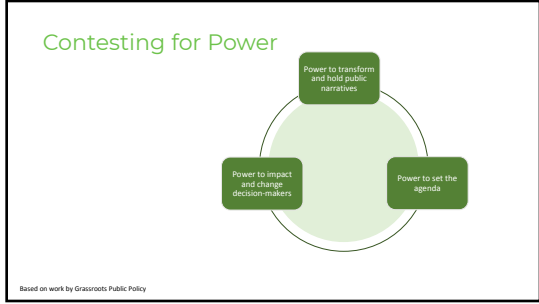 Contesting for Power
Power to transform
and hold public
narratives
Power to impact
and change
decision-makers
Power to set the
agenda
Based on work by Grassroots Public Policy